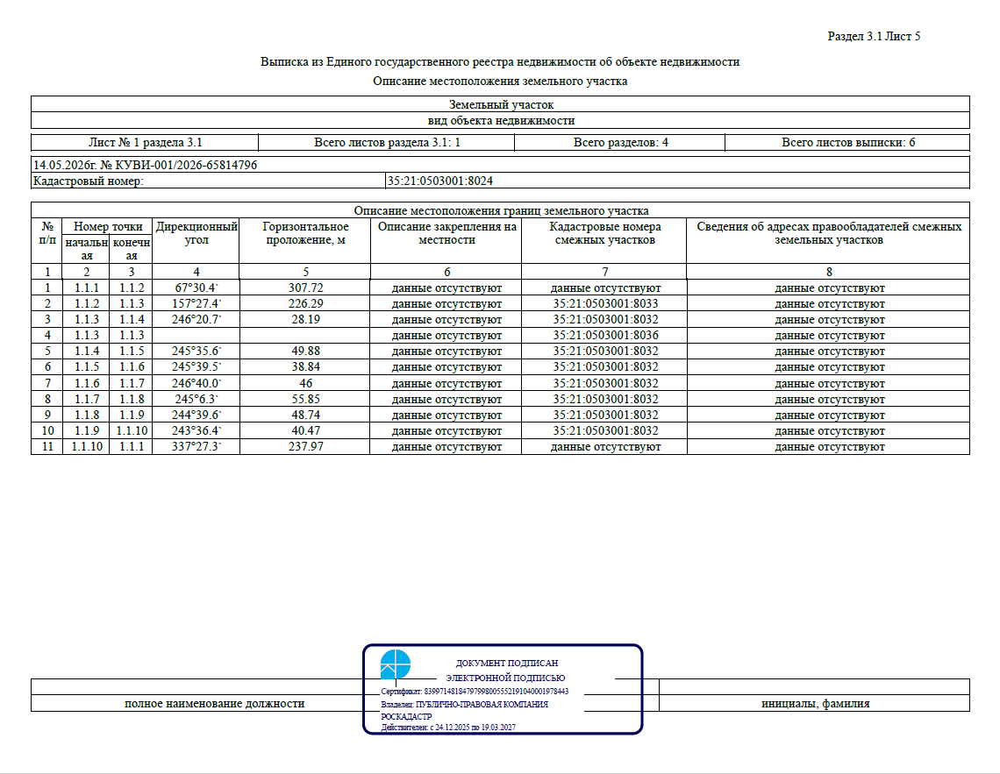 Раздел 3.1 Лист 5
Выписка из Единого государственного реестра недвижимости об объекте недвижимости
Описание местоположения земельного участка
Земельный участок
вид объекта недвижимости
Лист № 1 раздела 3.1 Всего листов раздела 3.1: 1 Всего разделов: 4 Всего листов выписки: 6
14.05.2026г. № КУВИ-001/2026-65814796
Кадастровый номер: 35:21:0503001:8024
Описание местоположения границ земельного участка
№ Номер точки Дирекционный Горизонтальное Описание закрепления на Кадастровые номера Сведения об адресах правообладателей смежных
п/п начальн конечн угол проложение, м местности смежных участков земельных участков
ая ая
1 2 3 4 5 6 7 8
1 1.1.1 1.1.2 67°30.4` 307.72 данные отсутствуют данные отсутствуют данные отсутствуют
2 1.1.2 1.1.3 157°27.4` 226.29 данные отсутствуют 35:21:0503001:8033 данные отсутствуют
3 1.1.3 1.1.4 246°20.7` 28.19 данные отсутствуют 35:21:0503001:8032 данные отсутствуют
4 1.1.3 1.1.3 данные отсутствуют 35:21:0503001:8036 данные отсутствуют
5 1.1.4 1.1.5 245°35.6` 49.88 данные отсутствуют 35:21:0503001:8032 данные отсутствуют
6 1.1.5 1.1.6 245°39.5` 38.84 данные отсутствуют 35:21:0503001:8032 данные отсутствуют
7 1.1.6 1.1.7 246°40.0` 46 данные отсутствуют 35:21:0503001:8032 данные отсутствуют
8 1.1.7 1.1.8 245°6.3` 55.85 данные отсутствуют 35:21:0503001:8032 данные отсутствуют
9 1.1.8 1.1.9 244°39.6` 48.74 данные отсутствуют 35:21:0503001:8032 данные отсутствуют
10 1.1.9 1.1.10 243°36.4` 40.47 данные отсутствуют 35:21:0503001:8032 данные отсутствуют
11 1.1.10 1.1.1 337°27.3` 237.97 данные отсутствуют данные отсутствуют данные отсутствуют
ДОКУМЕНТ ПОДПИСАН
ЭЛЕКТРОННОЙ ПОДПИСЬЮ
Сертификат: 83997148184797998005552191040001978443
полное наименование должности Владелец: ПУБЛИЧНО-ПРАВОВАЯ КОМПАНИЯ инициалы, фамилия
РОСКАДАСТР
Действителен: с 24.12.2025 по 19.03.2027